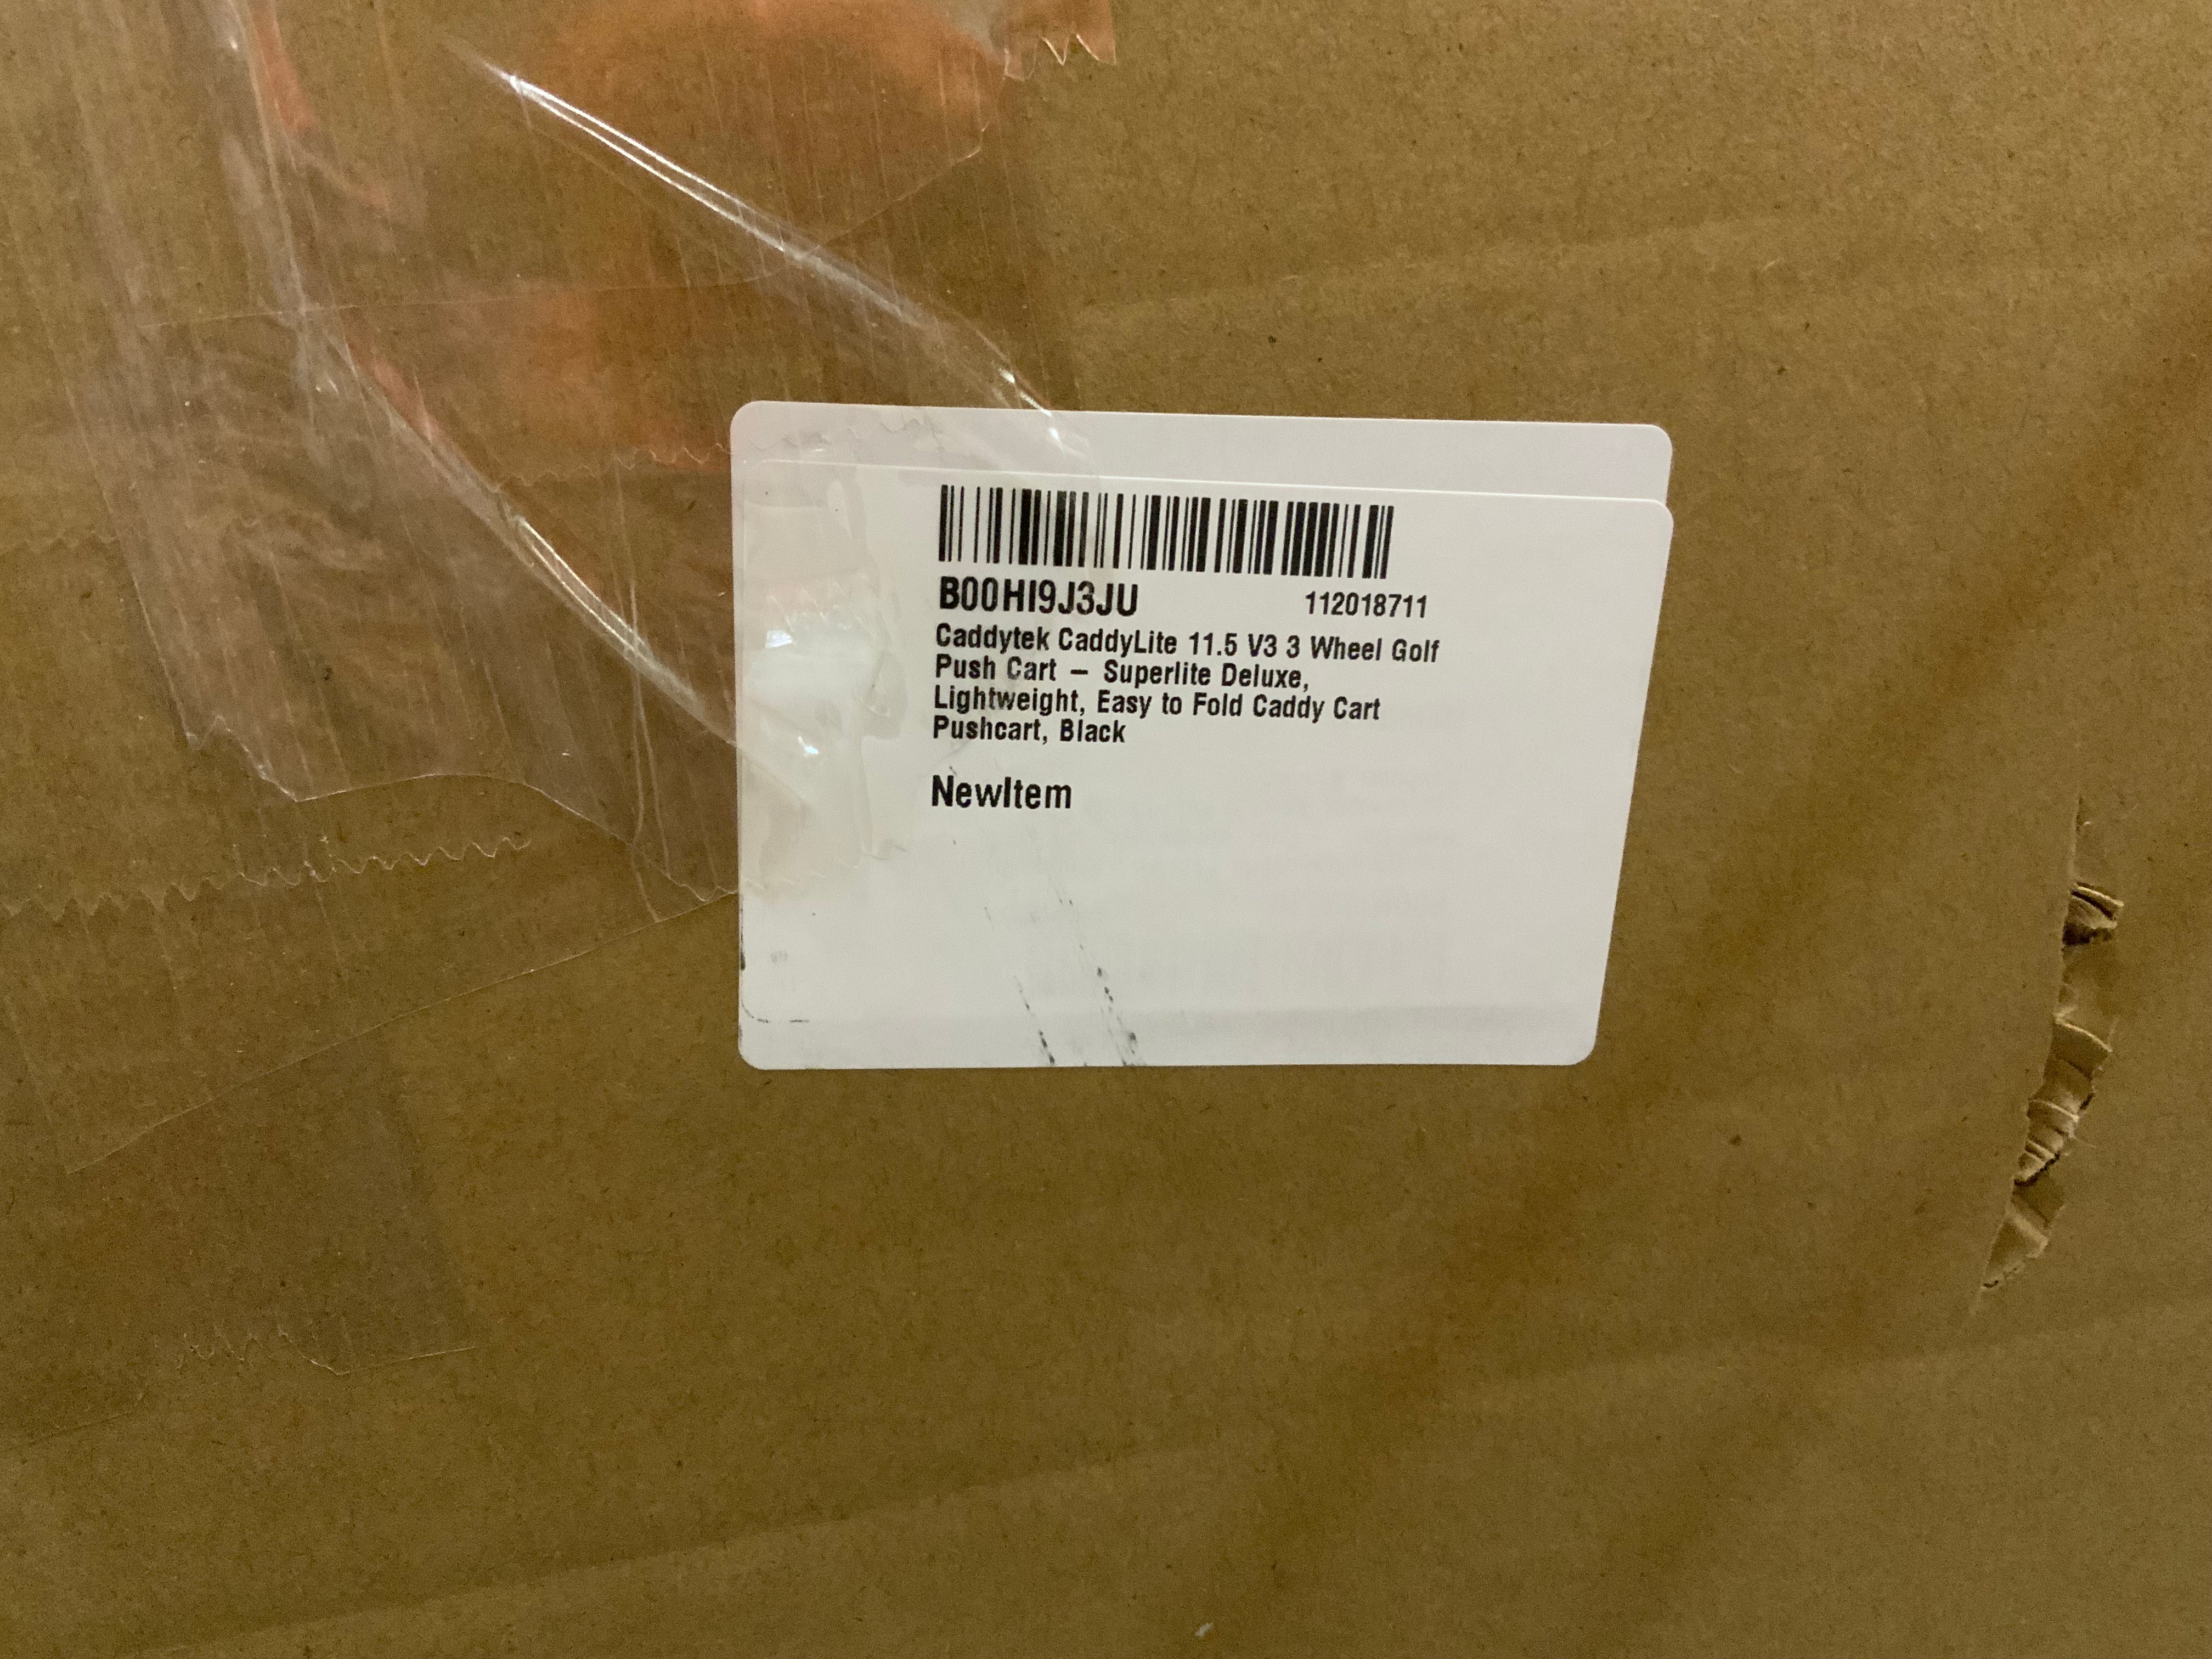 B00HI9J3JU 112018711
Caddytek CaddyLite 11.5 V3 3 Wheel Golf
Push Cart – Superlite Deluxe,
Lightweight, Easy to Fold Caddy Cart
Pushcart, Black
NewItem